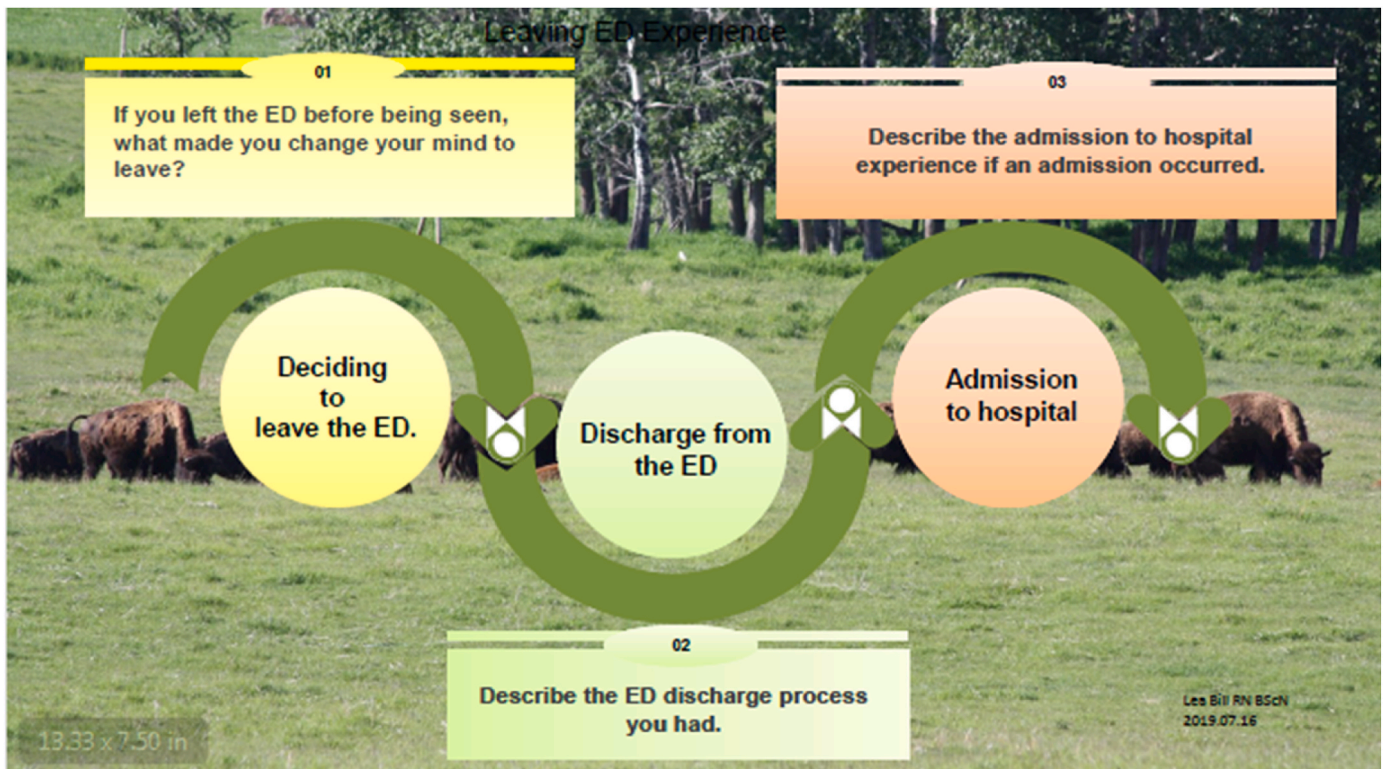 Leaving ED Experience
01
If you left the ED before being seen,
what made you change your mind to
leave?
03
Describe the admission to hospital
experience if an admission occurred.
Deciding
to
leave the ED.
Discharge from
the ED
Admission
to hospital
02
Describe the ED discharge process
you had.
Lea Bill RN BScN
2019.07.16
13.33 x 7.50 in